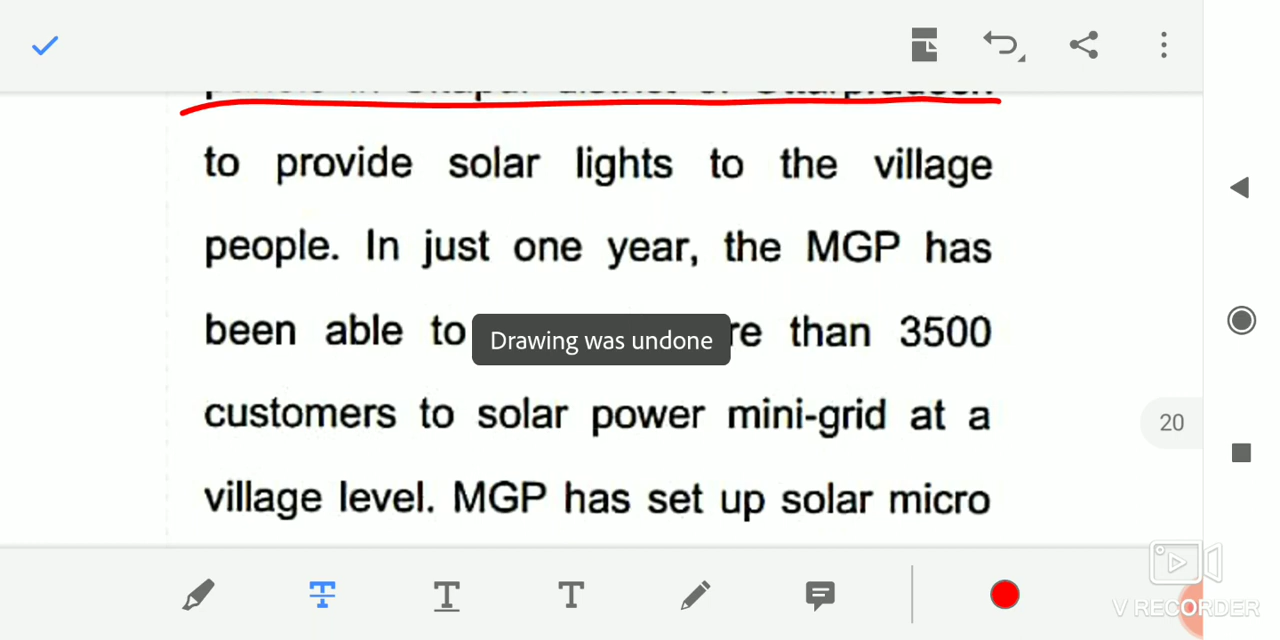 to provide solar lights to the village
people. In just one year, the MGP has
been able to re than 3500
Drawing was undone
customers to solar power mini-grid at a
20
village level. MGP has set up solar micro
V RECORDER